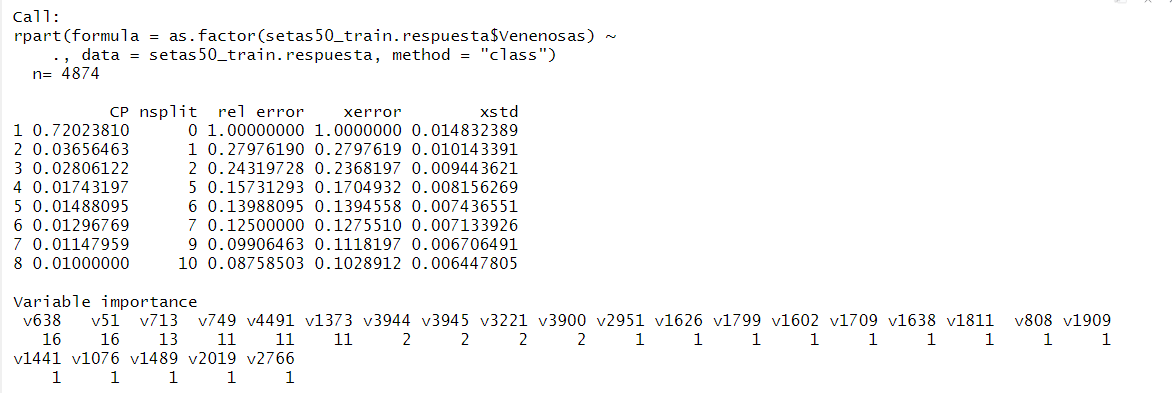 Call:
rpart(formula = as.factor(setas50_train.respuesta$Venenosas) ~
    ., data = setas50_train.respuesta, method = "class")
  n= 4874

          CP nsplit  rel error    xerror        xstd
1 0.72023810      0 1.00000000 1.0000000 0.014832389
2 0.03656463      1 0.27976190 0.2797619 0.010143391
3 0.02806122      2 0.24319728 0.2368197 0.009443621
4 0.01743197      5 0.15731293 0.1704932 0.008156269
5 0.01488095      6 0.13988095 0.1394558 0.007436551
6 0.01296769      7 0.12500000 0.1275510 0.007133926
7 0.01147959      9 0.09906463 0.1118197 0.006706491
8 0.01000000     10 0.08758503 0.1028912 0.006447805

Variable importance
 v638   v51  v713  v749 v4491 v1373 v3944 v3945 v3221 v3900 v2951 v1626 v1799 v1602 v1709 v1638 v1811  v808 v1909
   16    16    13    11    11    11     2     2     2     2     1     1     1     1     1     1     1     1     1
v1441 v1076 v1489 v2019 v2766
    1     1     1     1     1